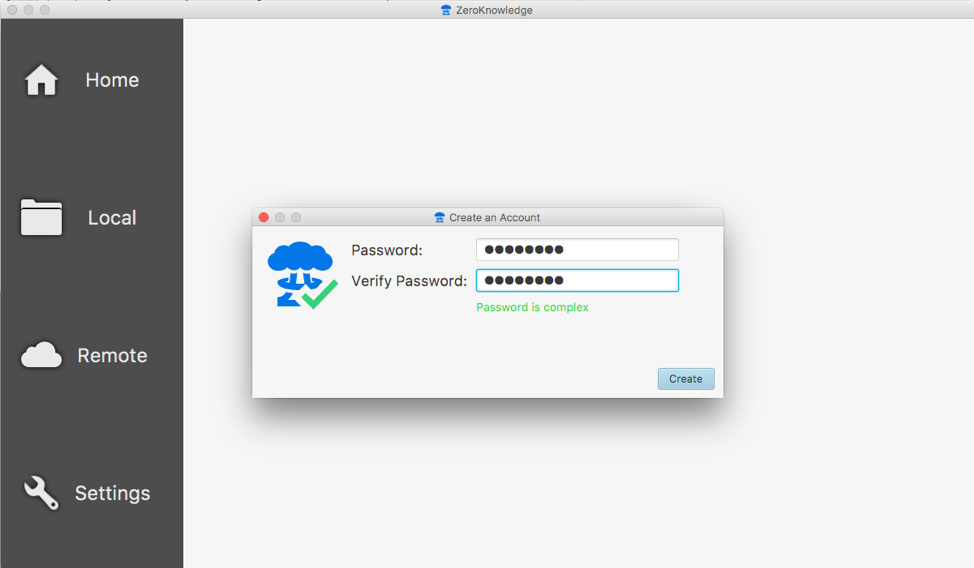 ZeroKnowledge
Home
Local
Remote
Settings
Create an Account
Password: ●●●●●●●●
Verify Password: ●●●●●●●●
Password is complex
Create